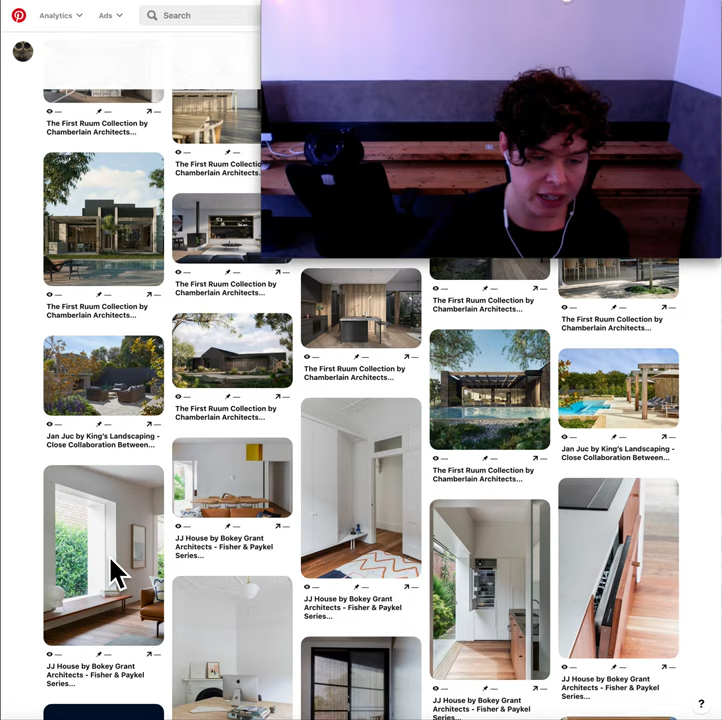 Analytics
Ads
Search
The First Ruum Collection by
Chamberlain Architects...
The First Ruum Collectio
Chamberlain Architects...
The First Ruum Collection by
Chamberlain Architects...
The First Ruum Collection by
Chamberlain Architects...
The First Ruum Collection by
Chamberlain Architects...
The First Ruum Collection by
Chamberlain Architects...
The First Ruum Collection by
Chamberlain Architects...
The First Ruum Collection by
Chamberlain Architects...
Jan Juc by King's Landscaping -
Close Collaboration Between...
Jan Juc by King's Landscaping -
Close Collaboration Between...
The First Ruum Collection by
Chamberlain Architects...
JJ House by Bokey Grant
Architects - Fisher & Paykel
Series...
JJ House by Bokey Grant
Architects - Fisher & Paykel
Series...
JJ House by Bokey Grant
Architects - Fisher & Paykel
Series...
JJ House by Bokey Grant
Architects - Fisher & Paykel
Series...
JJ House by Bokey Grant
Architects - Fisher & Paykel
Series...
?